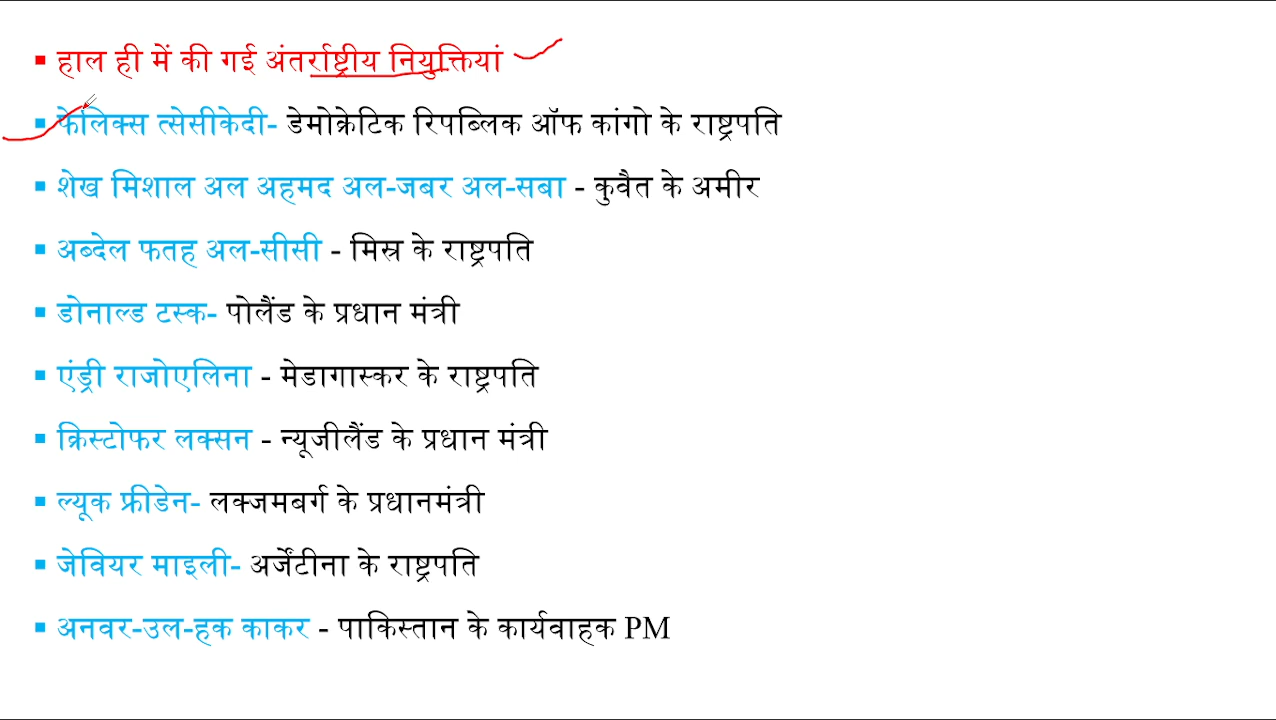 ▪ हाल ही में की गई अंतर्राष्ट्रीय नियुक्तियां
▪ फेलिक्स त्सेसीकेदी- डेमोक्रेटिक रिपब्लिक ऑफ कांगो के राष्ट्रपति
▪ शेख मिशाल अल अहमद अल-जबर अल-सबा - कुवैत के अमीर
▪ अब्देल फतह अल-सीसी - मिस्र के राष्ट्रपति
▪ डोनाल्ड टस्क- पोलैंड के प्रधान मंत्री
▪ एंड्री राजोएलिना - मेडागास्कर के राष्ट्रपति
▪ क्रिस्टोफर लक्सन - न्यूजीलैंड के प्रधान मंत्री
▪ ल्यूक फ्रीडेन- लक्जमबर्ग के प्रधानमंत्री
▪ जेवियर माइली- अर्जेंटीना के राष्ट्रपति
▪ अनवर-उल-हक काकर - पाकिस्तान के कार्यवाहक PM